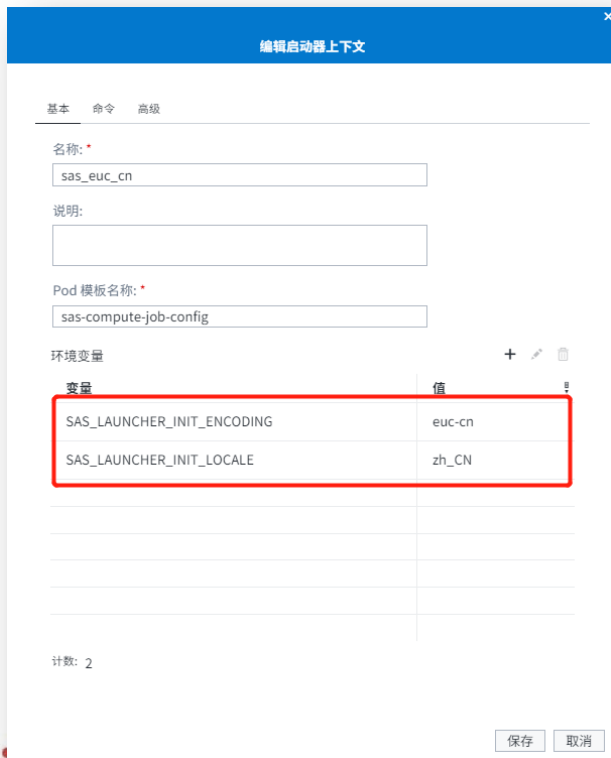 编辑启动器上下文
基本 命令 高级
名称: *
sas_euc_cn
说明:
Pod 模板名称: *
sas-compute-job-config
环境变量
变量 值
SAS_LAUNCHER_INIT_ENCODING euc-cn
SAS_LAUNCHER_INIT_LOCALE zh_CN
计数: 2
保存 取消